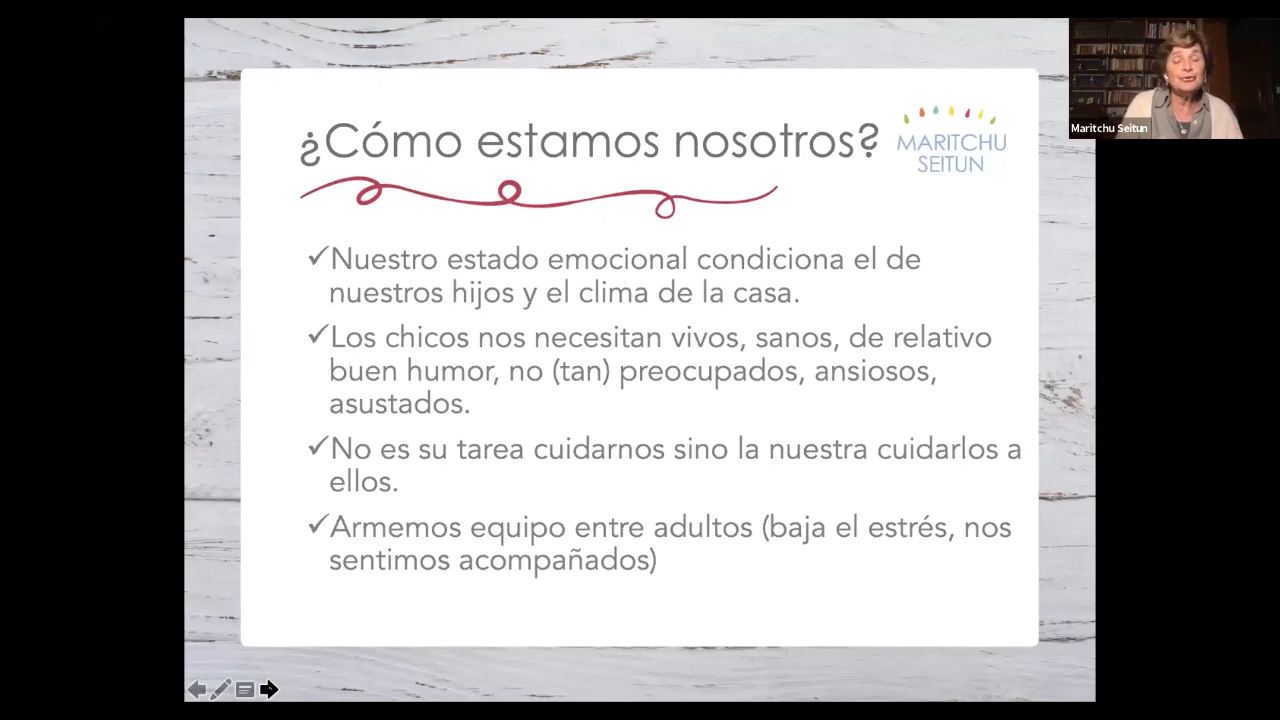 ¿Cómo estamos nosotros?
MARITCHU
SEITUN
Maritchu Seitun
✓Nuestro estado emocional condiciona el de
nuestros hijos y el clima de la casa.
✓Los chicos nos necesitan vivos, sanos, de relativo
buen humor, no (tan) preocupados, ansiosos,
asustados.
✓No es su tarea cuidarnos sino la nuestra cuidarlos a
ellos.
✓Armemos equipo entre adultos (baja el estrés, nos
sentimos acompañados)